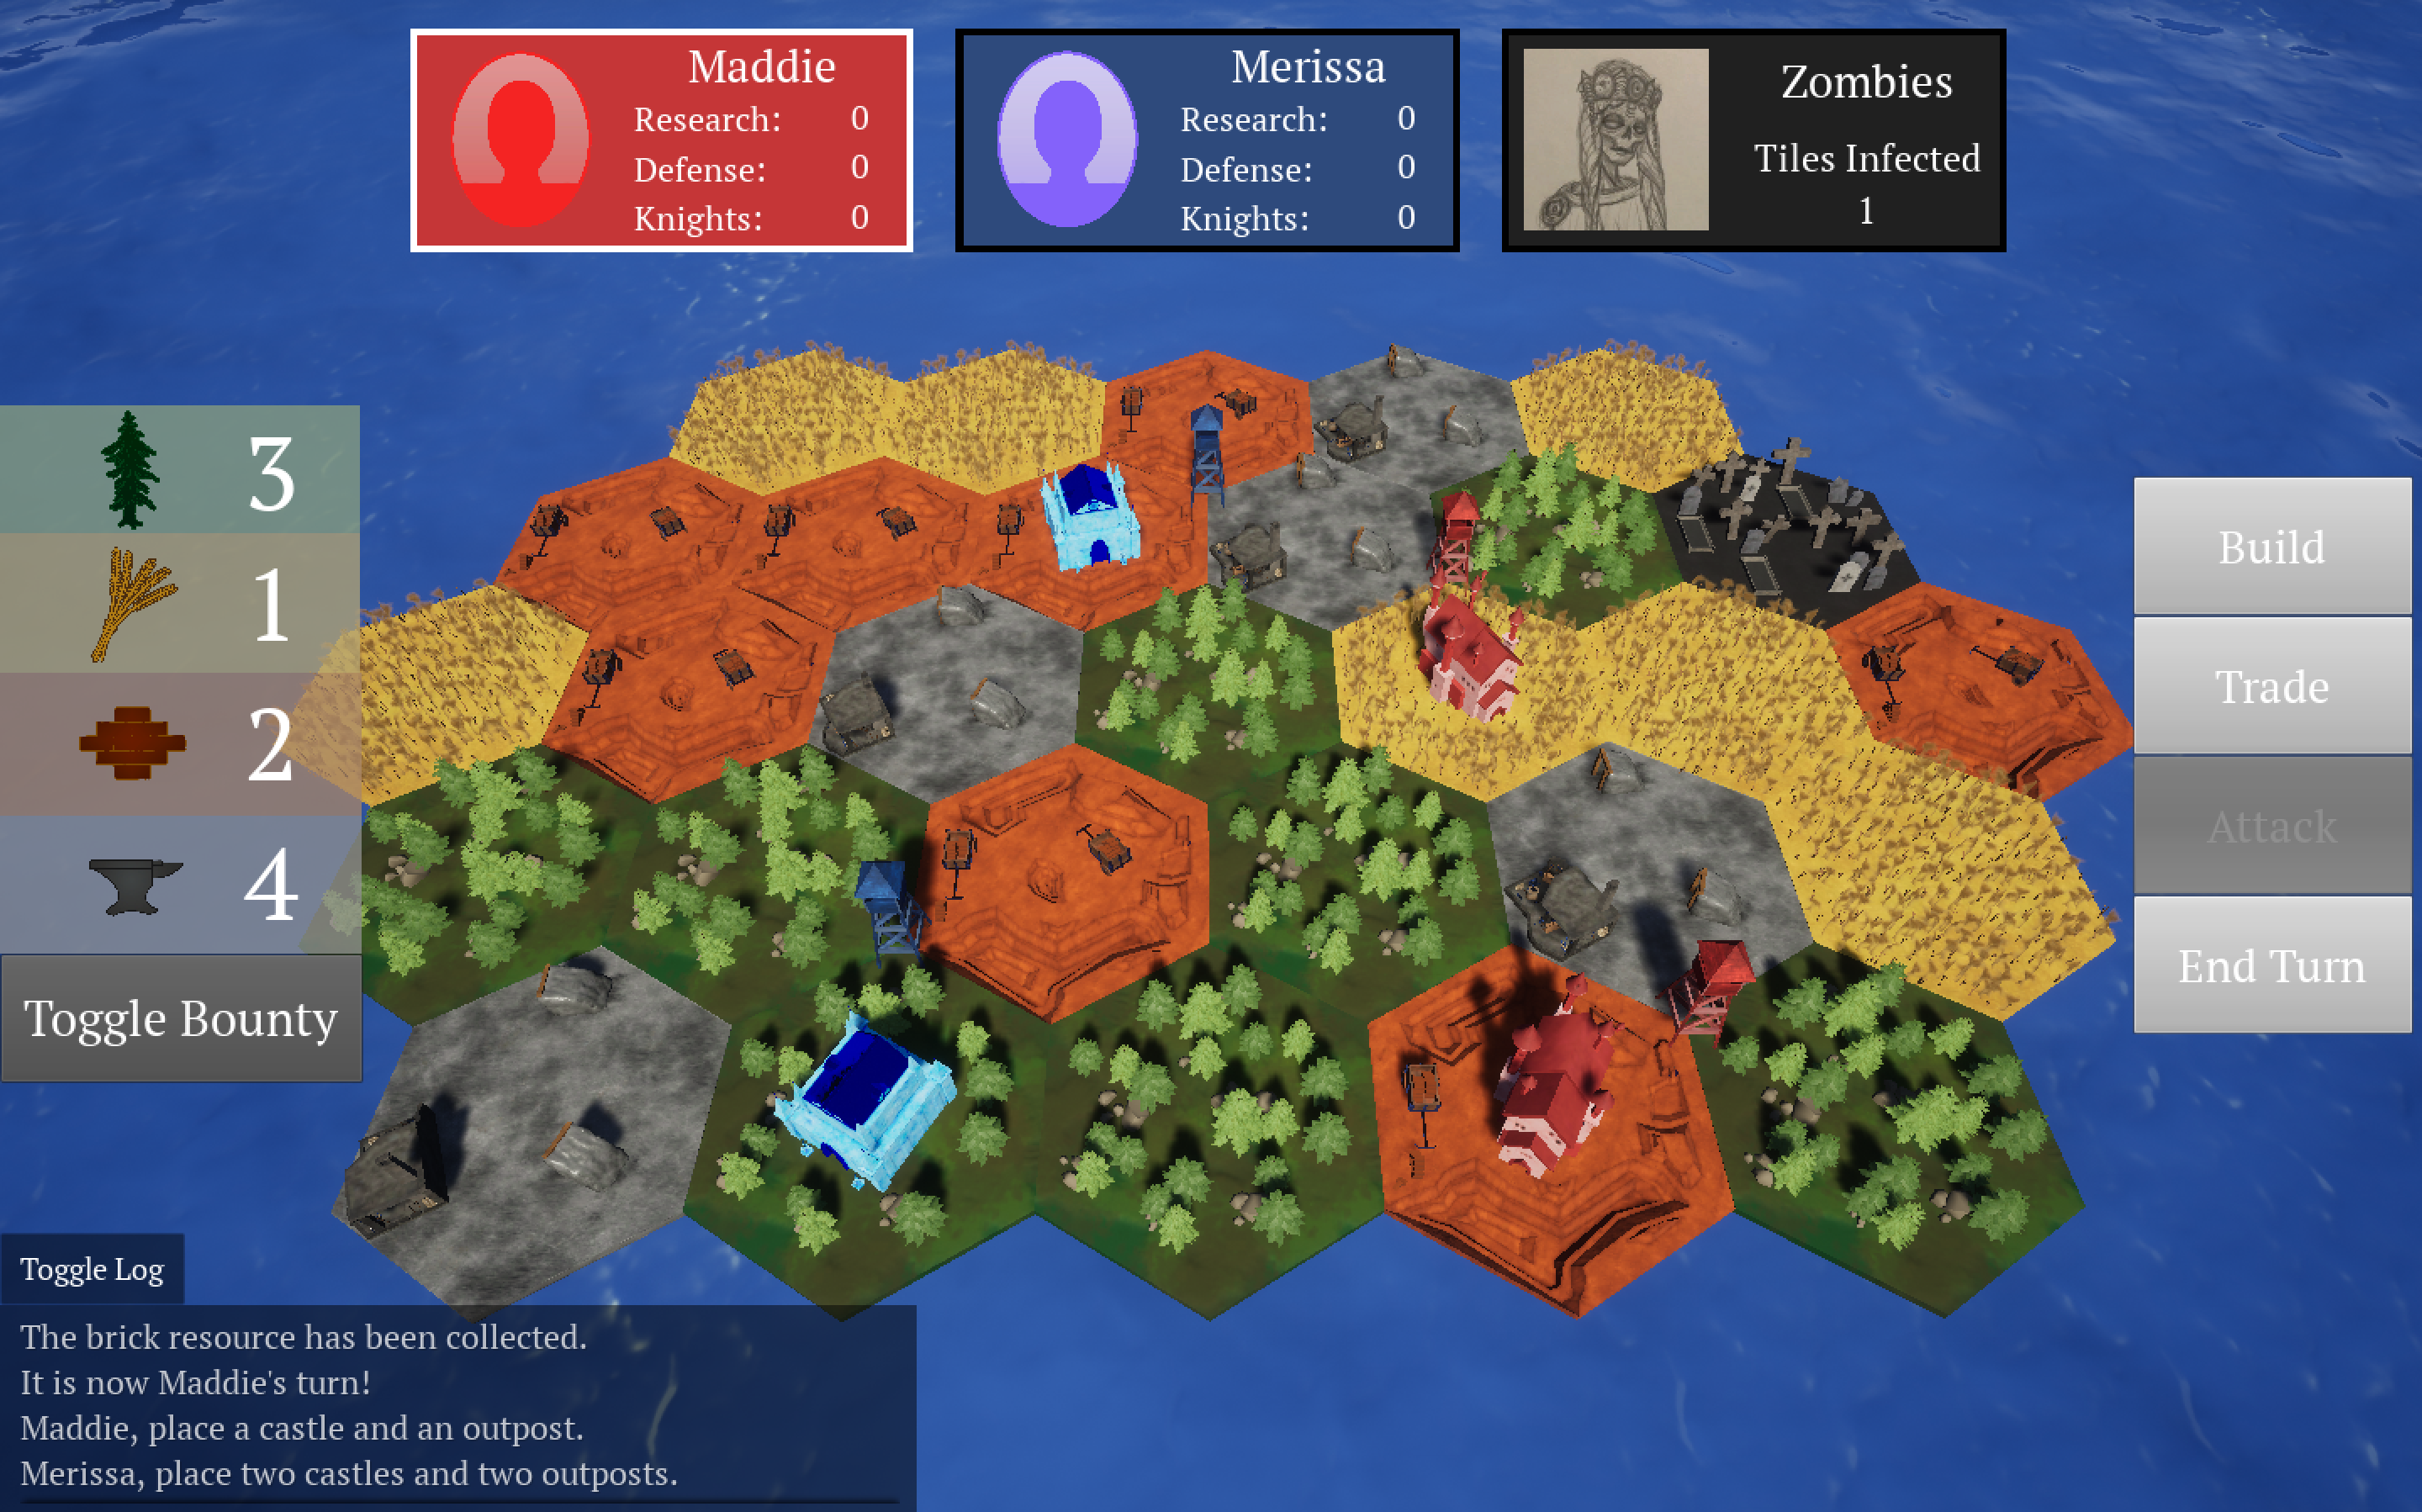 Maddie
Research: 0
Defense: 0
Knights: 0
Merissa
Research: 0
Defense: 0
Knights: 0
Zombies
Tiles Infected
1
3
1
2
4
Toggle Bounty
Build
Trade
Attack
End Turn
Toggle Log
The brick resource has been collected.
It is now Maddie's turn!
Maddie, place a castle and an outpost.
Merissa, place two castles and two outposts.